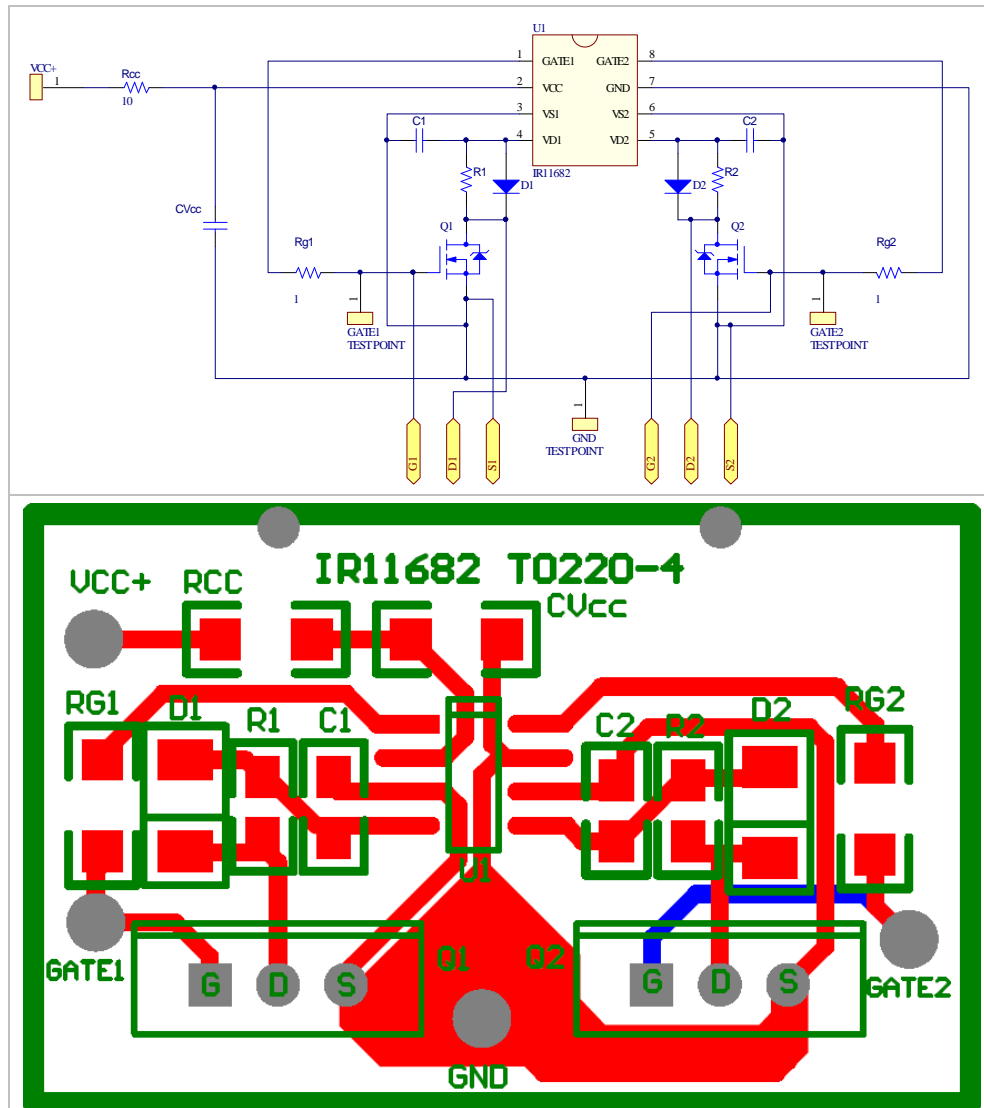 U1
1 GATE1 GATE2 8
VCC+ 1 Rcc 2 VCC GND 7
10
3 VS1 VS2 6
C1 C2
4 VD1 VD2 5
IR11682
R1 D1 D2 R2
CVcc
Q1 Q2
Rg1 Rg2
1 1 1 1
GATE1 GATE2
TESTPOINT TESTPOINT
1
GND
TESTPOINT
G1 D1 S1 G2 D2 S2
IR11682 TO220-4
VCC+ RCC CVcc
RG1 D1 R1 C1 C2 R2 D2 RG2
U1
Q1 Q2
GATE1 G D S G D S GATE2
GND